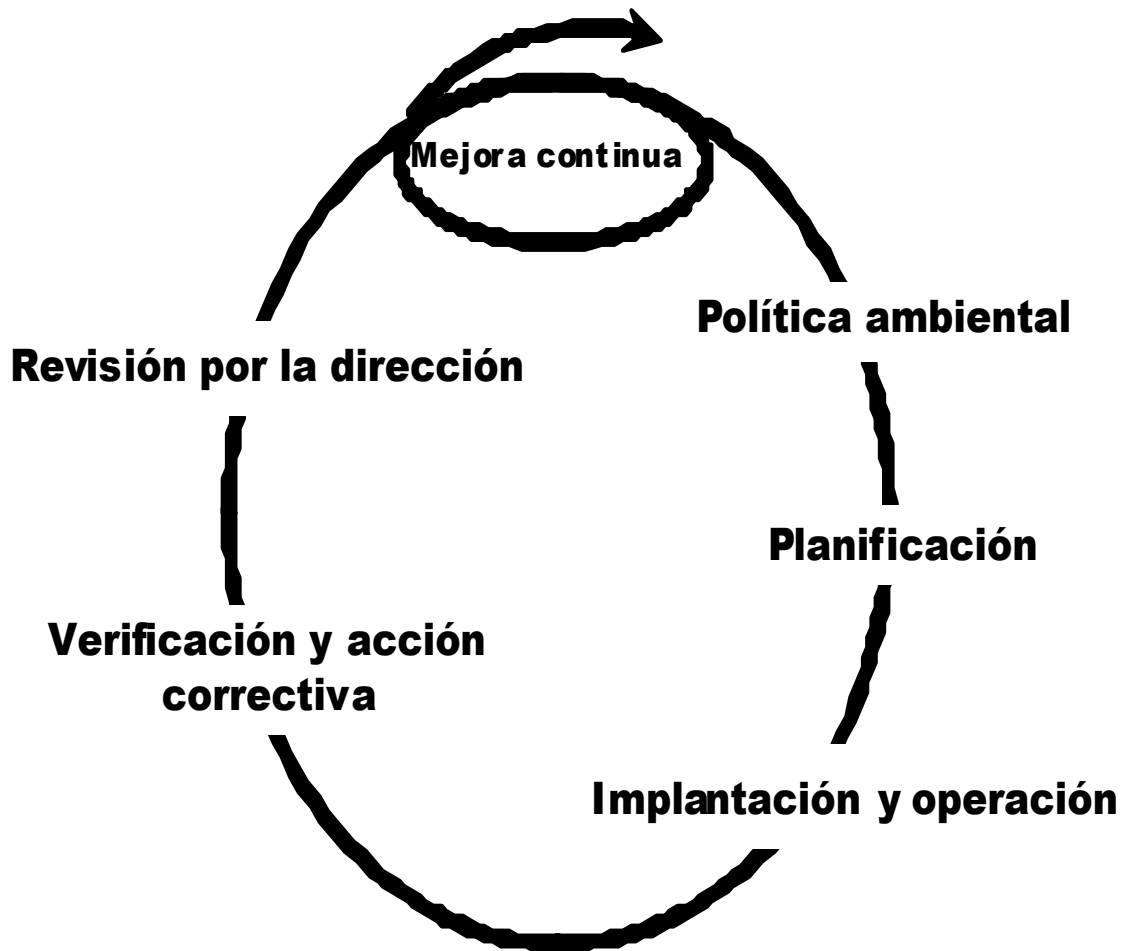 Mejora continua
Política ambiental
Revisión por la dirección
Planificación
Verificación y acción
correctiva
Implantación y operación